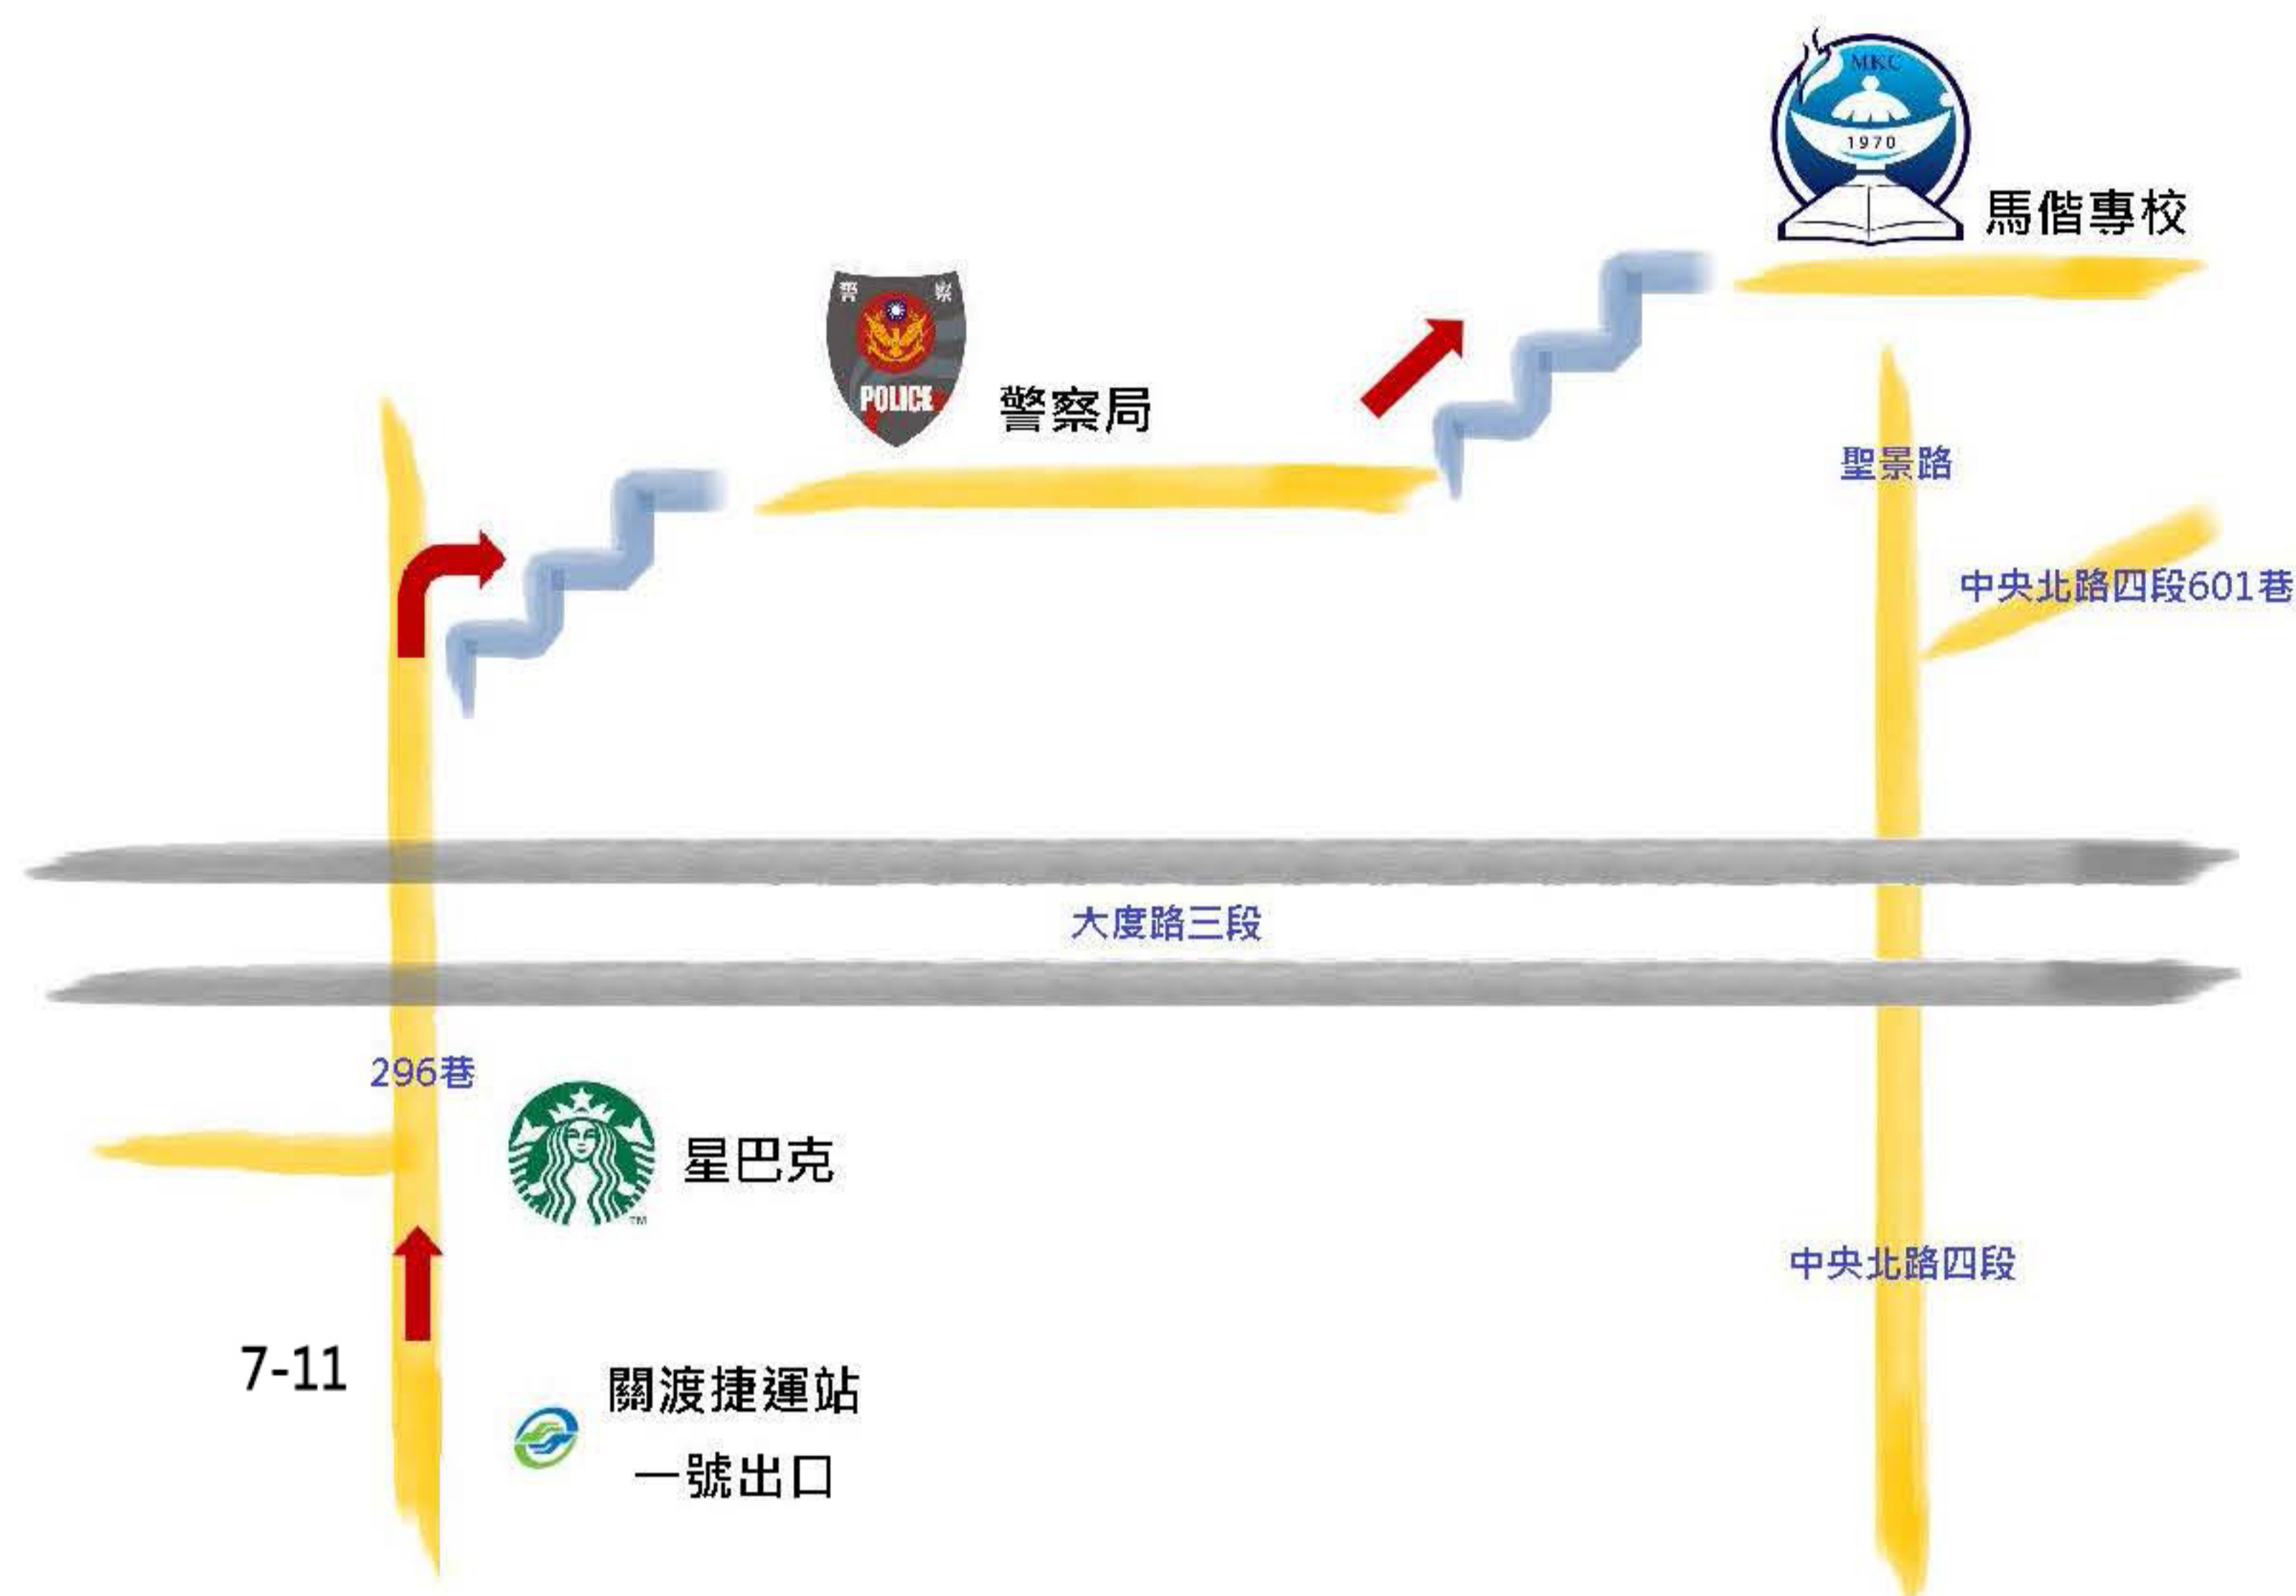 MKC
1970
馬偕專校
警 察
POLICE
警察局
聖景路
中央北路四段601巷
大度路三段
296巷
星巴克
TM
中央北路四段
7-11
關渡捷運站
一號出口